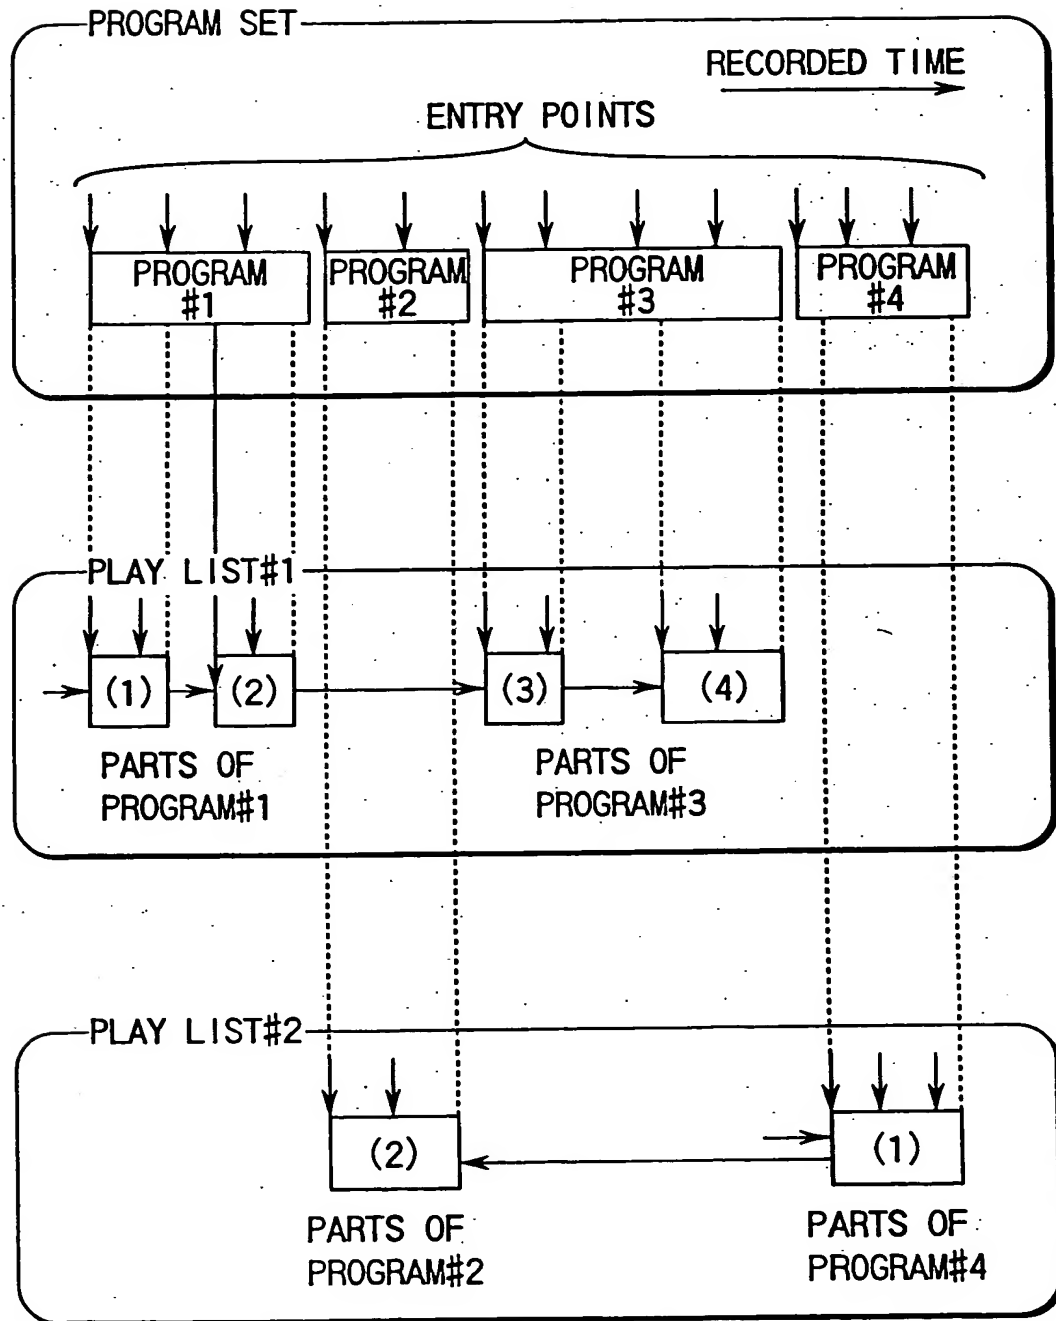 PROGRAM SET
RECORDED TIME
ENTRY POINTS
PROGRAM
#1
PROGRAM
#2
PROGRAM
#3
PROGRAM
#4
PLAY LIST#1
(1)
(2)
(3)
(4)
PARTS OF
PROGRAM#1
PARTS OF
PROGRAM#3
PLAY LIST#2
(2)
(1)
PARTS OF
PROGRAM#2
PARTS OF
PROGRAM#4